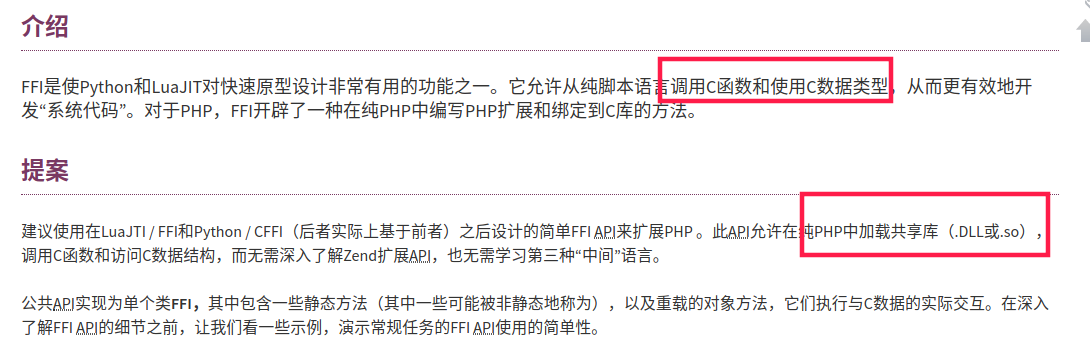 介绍
FFI是使Python和LuaJIT对快速原型设计非常有用的功能之一。它允许从纯脚本语言调用C函数和使用C数据类型，从而更有效地开
发“系统代码”。对于PHP，FFI开辟了一种在纯PHP中编写PHP扩展和绑定到C库的方法。
提案
建议使用在LuaJTI / FFI和Python / CFFI（后者实际上基于前者）之后设计的简单FFI API来扩展PHP 。此API允许在纯PHP中加载共享库（.DLL或.so），
调用C函数和访问C数据结构，而无需深入了解Zend扩展API，也无需学习第三种“中间”语言。
公共API实现为单个类FFI，其中包含一些静态方法（其中一些可能被非静态地称为），以及重载的对象方法，它们执行与C数据的实际交互。在深入
了解FFI API的细节之前，让我们看一些示例，演示常规任务的FFI API使用的简单性。